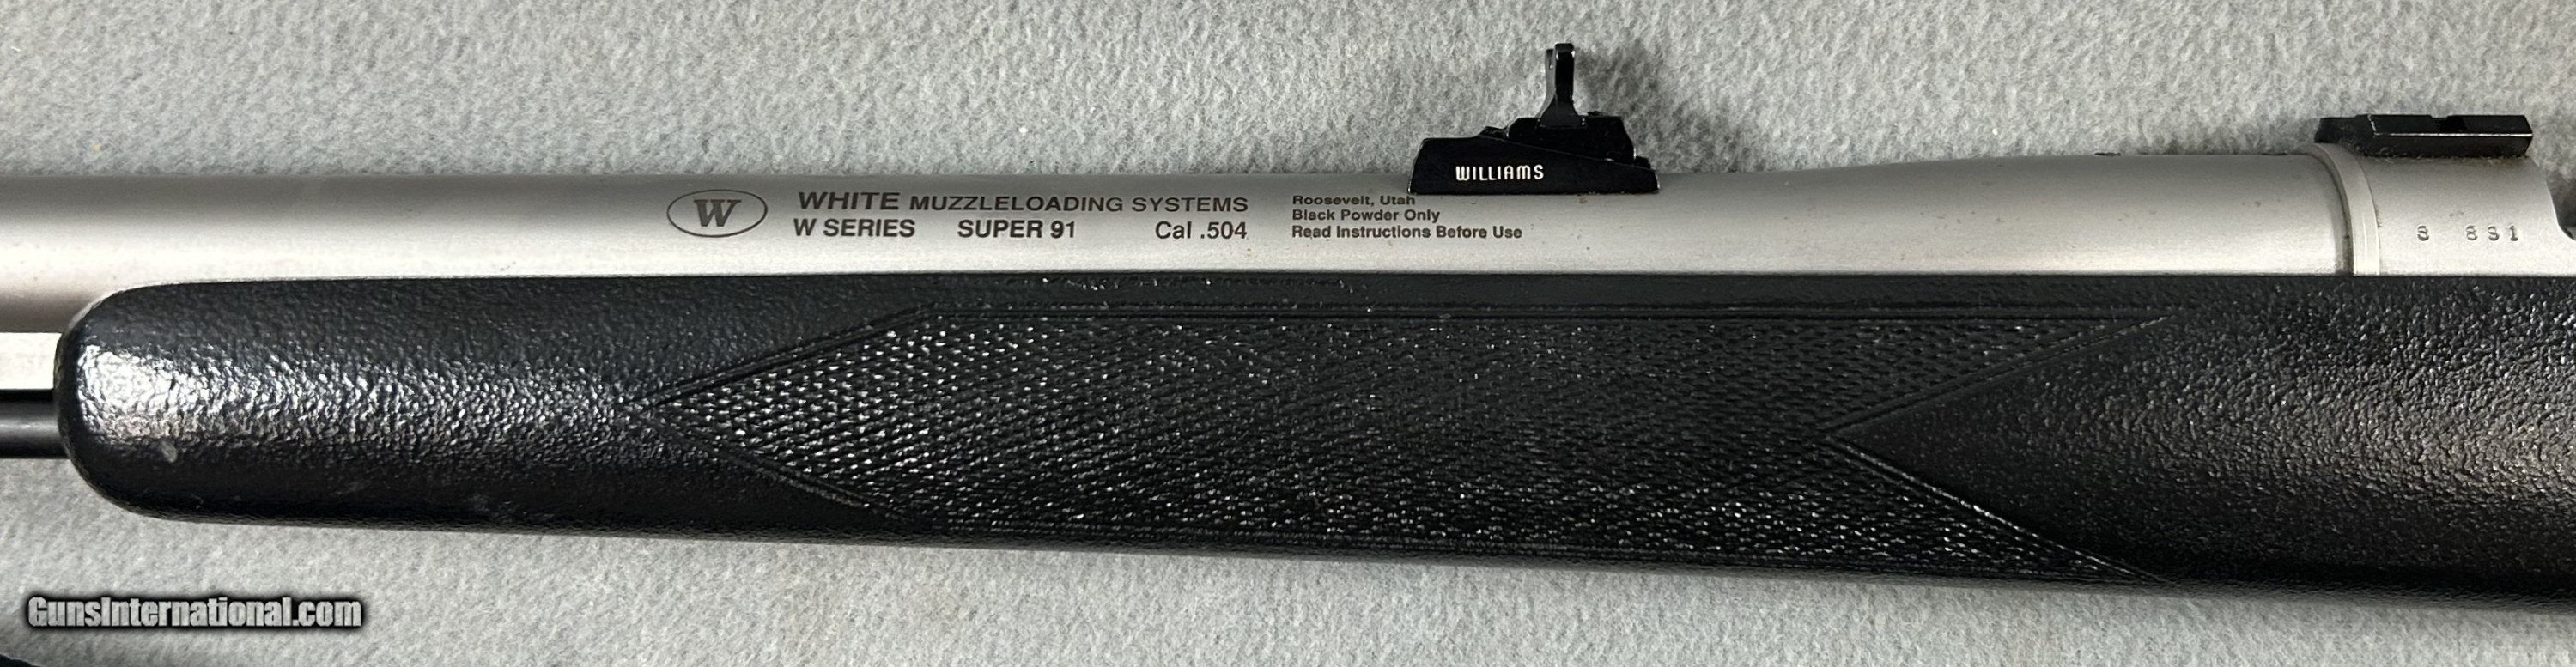 WILLIAMS
W
WHITE MUZZLELOADING SYSTEMS
W SERIES SUPER 91 Cal .504
Roosevelt, Utah
Black Powder Only
Read Instructions Before Use
GunsInternational.com